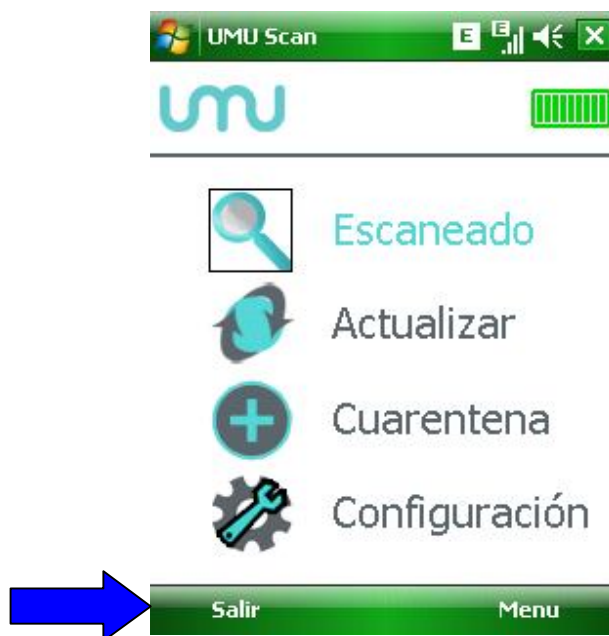 UMU Scan E E
umu
Escaneado
Actualizar
Cuarentena
Configuración
Salir Menu